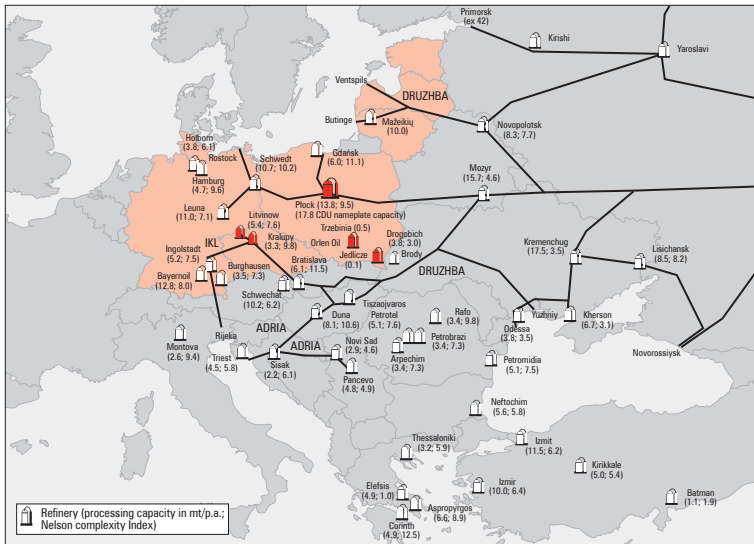 Primorsk
(ex 42)
Kirishi
Yaroslavi
Ventspils
DRUZHBA
Butinge
Mažeikių
(10.0)
Novopolotsk
(8.3; 7.7)
Holborn
(3.8; 6.1)
Rostock
Hamburg
(4.7; 9.6)
Schwedt
(10.7; 10.2)
Gdańsk
(6.0; 11.1)
Mozyr
(15.7; 4.6)
Leuna
(11.0; 7.1)
Płock (13.8; 9.5)
(17.8 CDU nameplate capacity)
Litvinow
(5.4; 7.6)
Trzebinia (0.5)
Orlen Oil
Drogobich
(3.8; 3.0)
Kralupy
(3.3; 9.8)
Jedlicze
(0.1)
Brody
Kremenchug
(17.5; 3.5)
Lisichansk
(8.5; 8.2)
IKL
Ingolstadt
(5.2; 7.5)
Bayernoil
(12.8; 8.0)
Burghausen
(3.5; 7.3)
Bratislava
(6.1; 11.5)
DRUZHBA
Schwechat
(10.2; 6.2)
Tiszaojvaros
Duna
(8.1; 10.6)
Petrotel
(5.1; 7.6)
Rafo
(3.4; 9.8)
Yuzhniy
Odessa
(3.8; 3.5)
Kherson
(6.7; 3.1)
ADRIA
ADRIA
Rijeka
Montova
(2.6; 9.4)
Triest
(4.5; 5.8)
Sisak
(2.2; 6.1)
Novi Sad
(2.9; 4.6)
Petrobrazi
(3.4; 7.3)
Arpechim
(3.4; 7.3)
Novorossiysk
Pancevo
(4.8; 4.9)
Petromidia
(5.1; 7.5)
Neftochim
(5.6; 5.8)
Thessaloniki
(3.2; 5.9)
Izmit
(11.5; 6.2)
Kirikkale
(5.0; 5.4)
Elefsis
(4.9; 1.0)
Izmir
(10.0; 6.4)
Batman
(1.1; 1.9)
Aspropyrgos
(6.6; 8.9)
Corinth
(4.9; 12.5)
Refinery (processing capacity in mt/p.a.;
Nelson complexity Index)